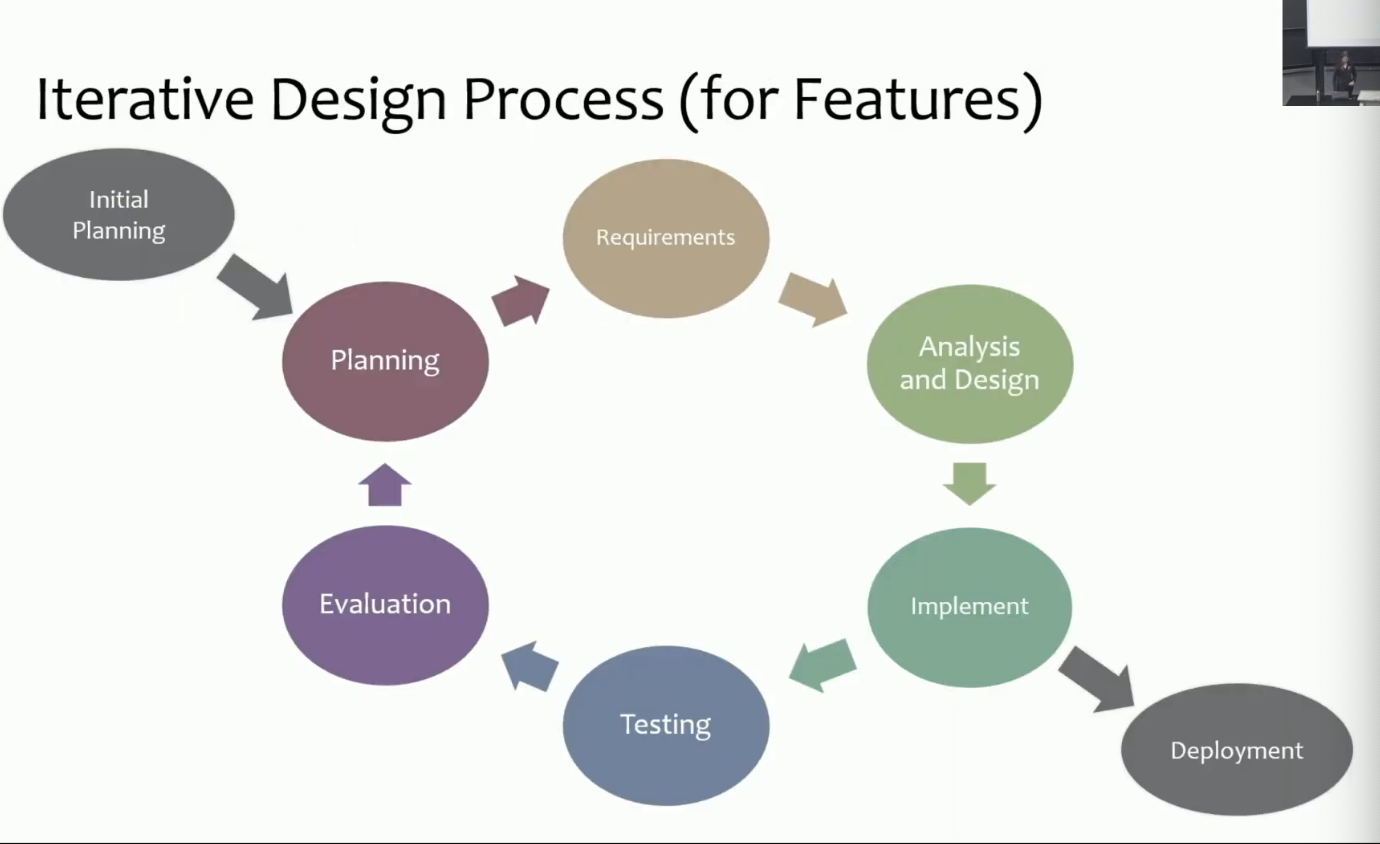 Iterative Design Process (for Features)
Initial
Planning
Requirements
Planning
Analysis
and Design
Evaluation
Implement
Testing
Deployment